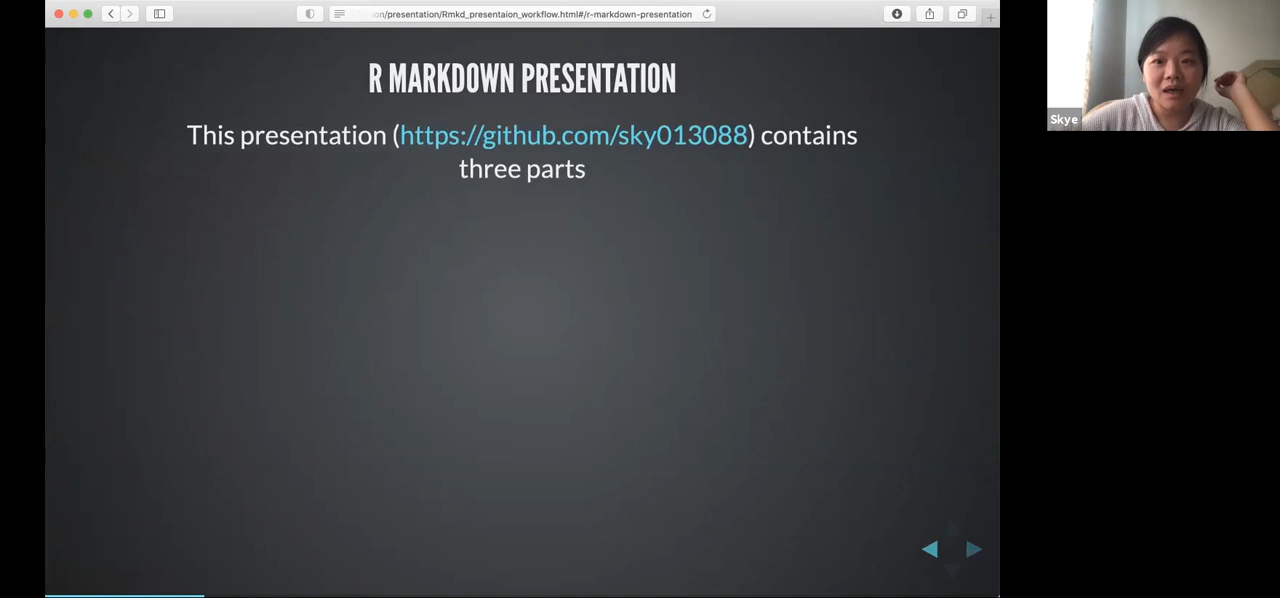 on/presentation/Rmkd_presentaion_workflow.html#/r-markdown-presentation
R MARKDOWN PRESENTATION
This presentation (https://github.com/sky013088) contains
three parts
Skye